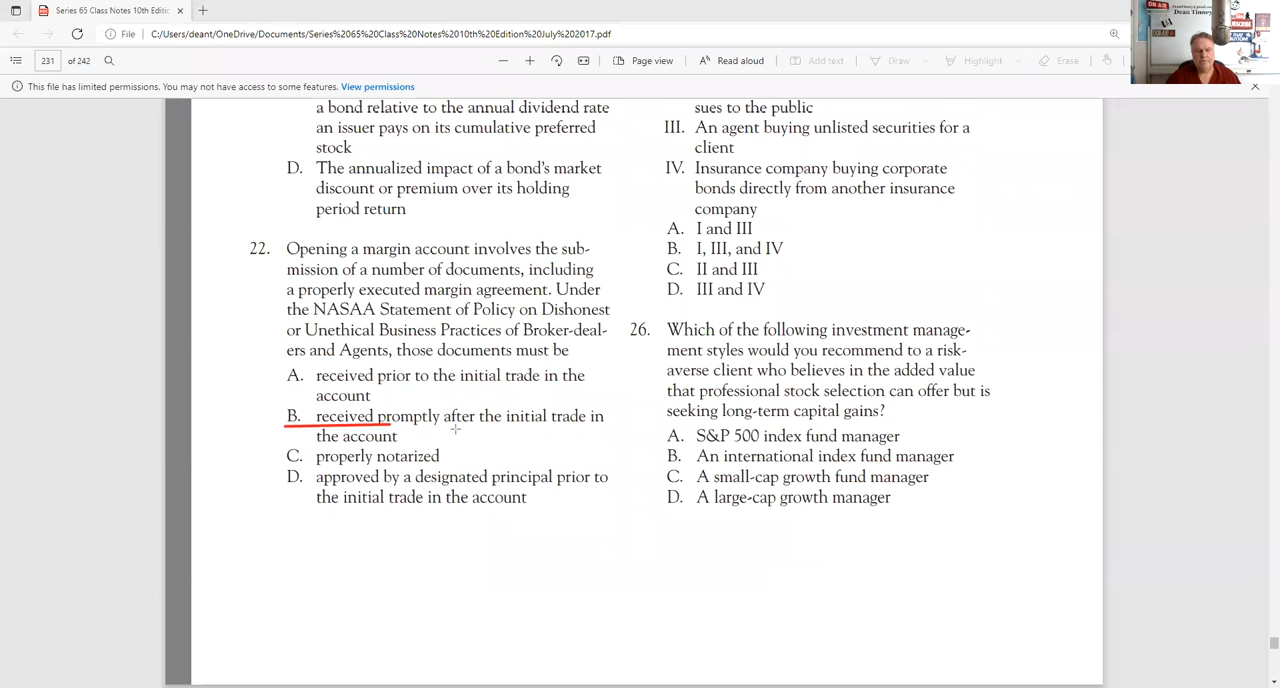 Series 65 Class Notes 10th Editic
File
C:/Users/deant/OneDrive/Documents/Series%2065%20Class%20Notes%2010th%20Edition%20July%202017.pdf
231 of 242
Page view
Read aloud
Add text
Draw
Highlight
Erase
This file has limited permissions. You may not have access to some features. View permissions
ON AIR
Dean Tinney
a bond relative to the annual dividend rate
an issuer pays on its cumulative preferred
stock
D. The annualized impact of a bond's market
discount or premium over its holding
period return
22. Opening a margin account involves the sub-
mission of a number of documents, including
a properly executed margin agreement. Under
the NASAA Statement of Policy on Dishonest
or Unethical Business Practices of Broker-deal-
ers and Agents, those documents must be
A. received prior to the initial trade in the
account
B. received promptly after the initial trade in
the account
C. properly notarized
D. approved by a designated principal prior to
the initial trade in the account
sues to the public
III. An agent buying unlisted securities for a
client
IV. Insurance company buying corporate
bonds directly from another insurance
company
A. I and III
B. I, III, and IV
C. II and III
D. III and IV
26. Which of the following investment manage-
ment styles would you recommend to a risk-
averse client who believes in the added value
that professional stock selection can offer but is
seeking long-term capital gains?
A. S&P 500 index fund manager
B. An international index fund manager
C. A small-cap growth fund manager
D. A large-cap growth manager